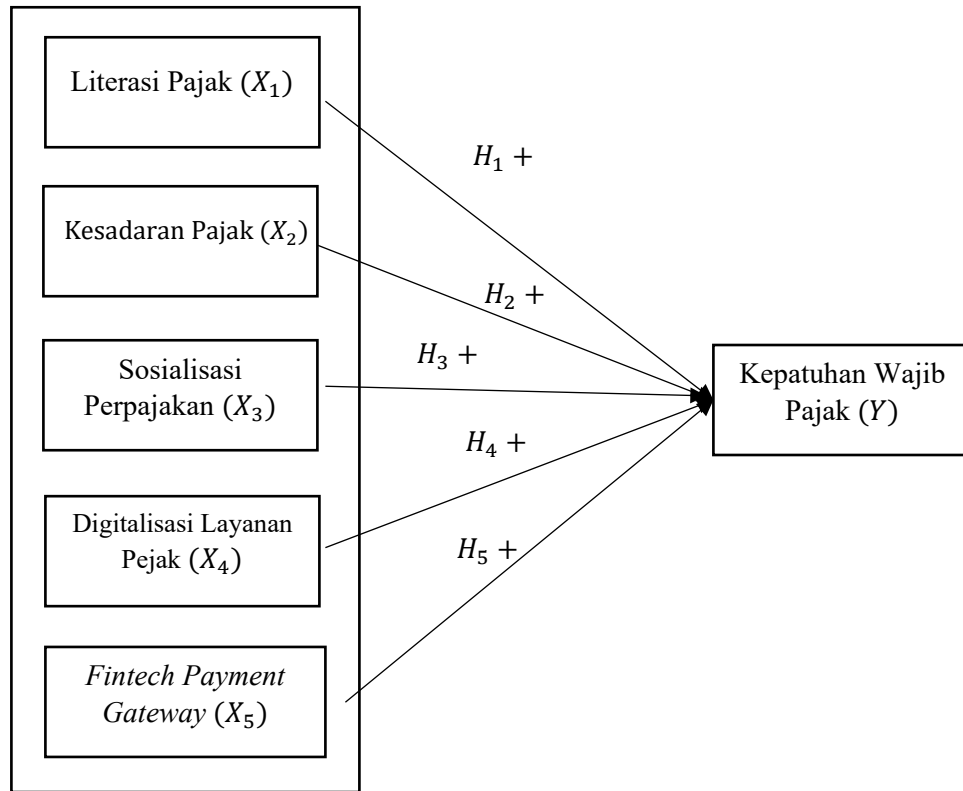 Literasi Pajak (X₁)
Kesadaran Pajak (X₂)
Sosialisasi
Perpajakan (X₃)
Digitalisasi Layanan
Pejak (X₄)
Fintech Payment
Gateway (X₅)
H₁ +
H₂ +
H₃ +
H₄ +
H₅ +
Kepatuhan Wajib
Pajak (Y)